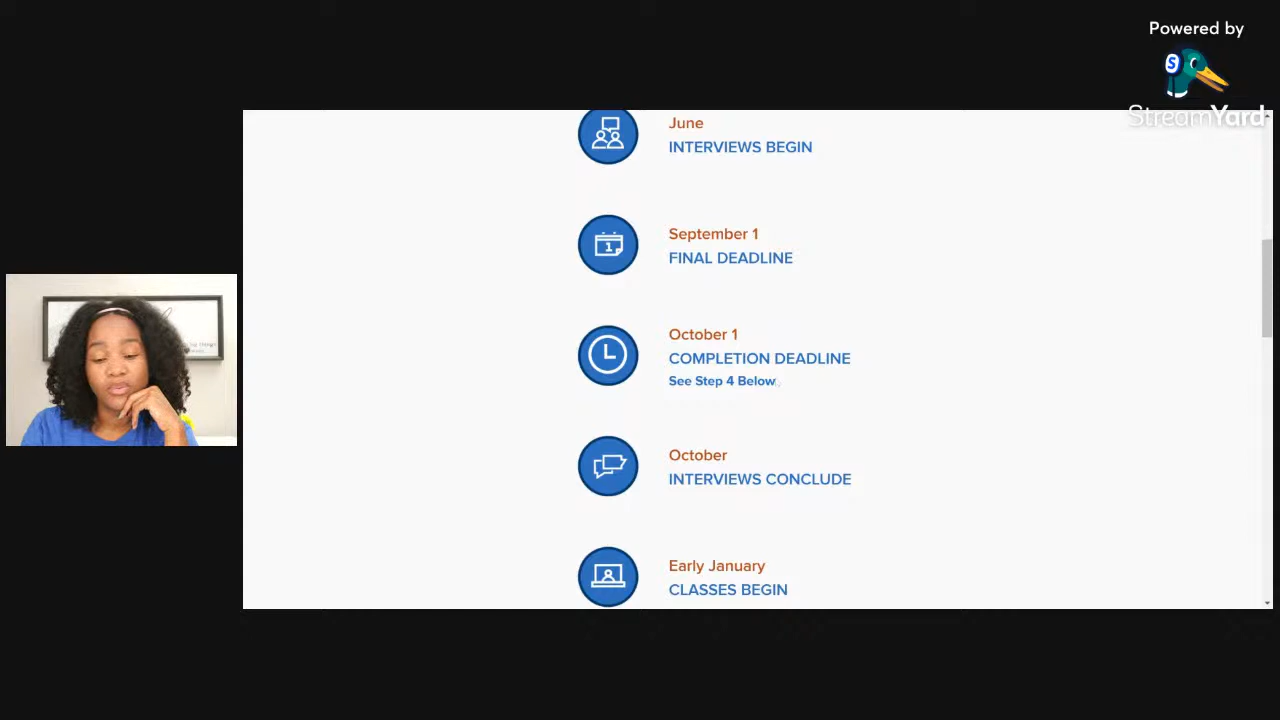 Powered by
StreamYard
June
INTERVIEWS BEGIN
September 1
FINAL DEADLINE
October 1
COMPLETION DEADLINE
See Step 4 Below
October
INTERVIEWS CONCLUDE
Early January
CLASSES BEGIN